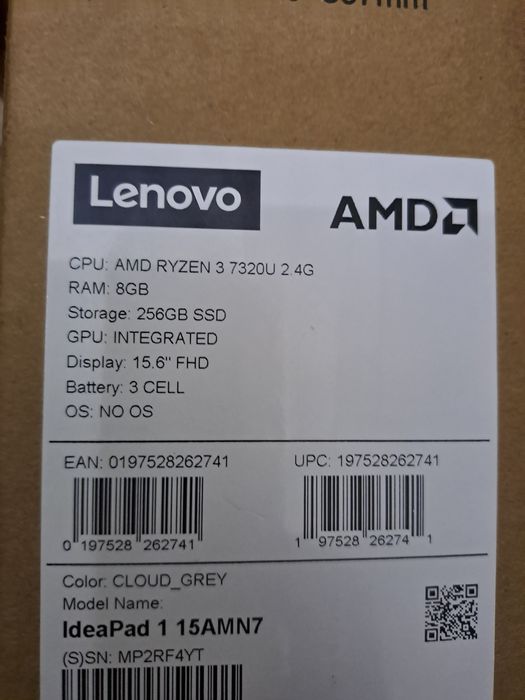 Lenovo
AMD
CPU: AMD RYZEN 3 7320U 2.4G
RAM: 8GB
Storage: 256GB SSD
GPU: INTEGRATED
Display: 15.6" FHD
Battery: 3 CELL
OS: NO OS
EAN: 0197528262741 UPC: 197528262741
0 197528 262741 1 97528 26274 1
Color: CLOUD_GREY
Model Name:
IdeaPad 1 15AMN7
(S)SN: MP2RF4YT